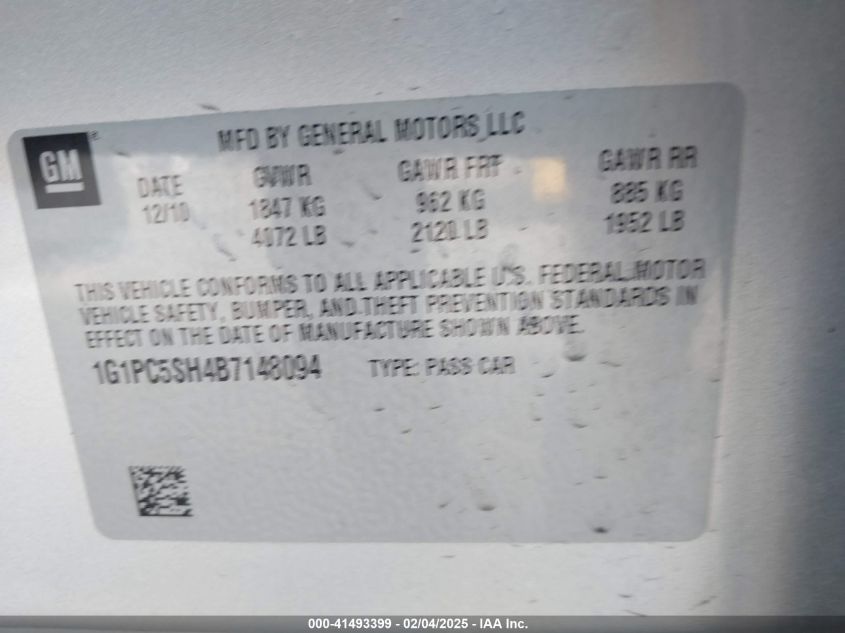 MFD BY GENERAL MOTORS LLC
GM®
DATE GVWR GAWR FRT GAWR RR
12/10 1847 KG 962 KG 885 KG
4072 LB 2120 LB 1952 LB
THIS VEHICLE CONFORMS TO ALL APPLICABLE U.S. FEDERAL MOTOR
VEHICLE SAFETY, BUMPER, AND THEFT PREVENTION STANDARDS IN
EFFECT ON THE DATE OF MANUFACTURE SHOWN ABOVE.
1G1PC5SH4B7148094 TYPE: PASS CAR
000-41493399 - 02/04/2025 - IAA Inc.